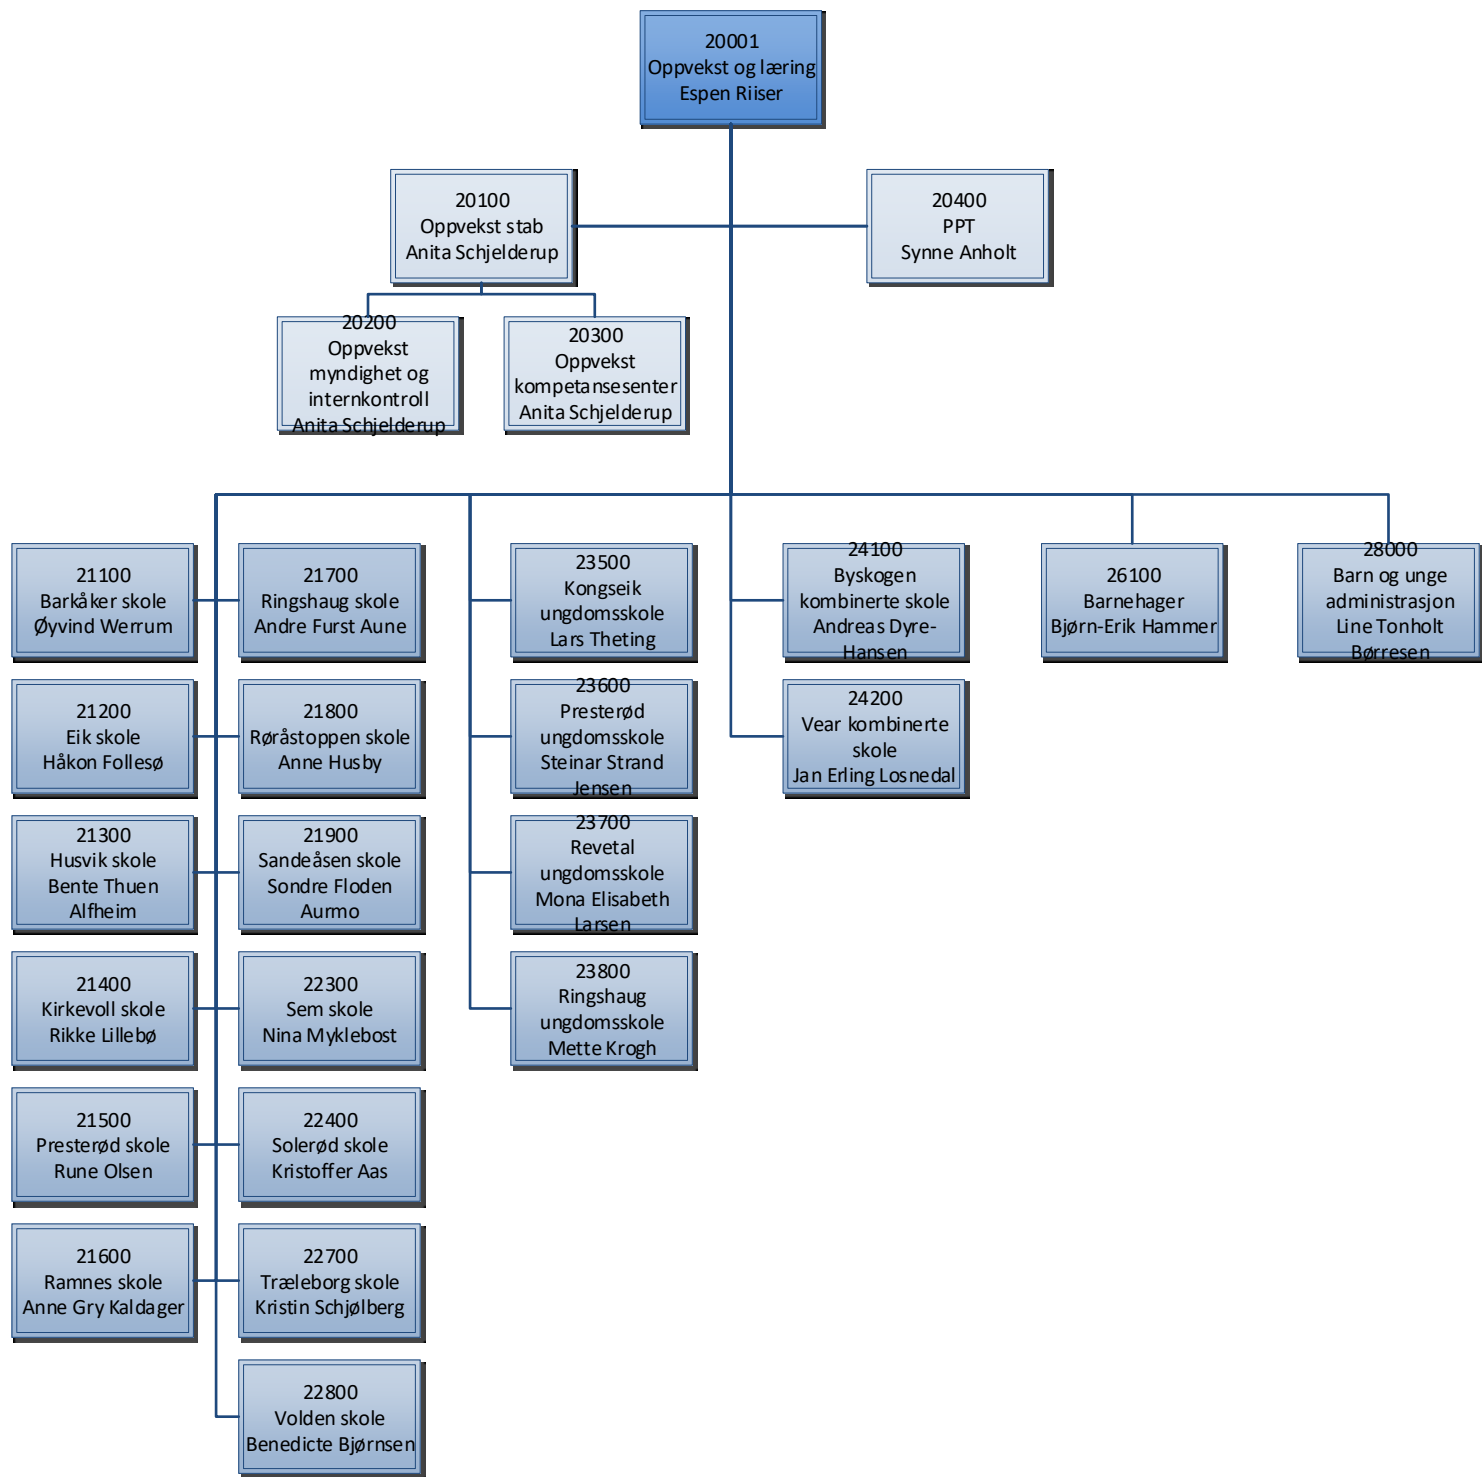 20001
Oppvekst og læring
Espen Riiser
20100
Oppvekst stab
Anita Schjelderup
20400
PPT
Synne Anholt
20200
Oppvekst
myndighet og
internkontroll
Anita Schjelderup
20300
Oppvekst
kompetansesenter
Anita Schjelderup
21100
Barkåker skole
Øyvind Werrum
21700
Ringshaug skole
Andre Furst Aune
23500
Kongseik
ungdomsskole
Lars Theting
24100
Byskogen
kombinerte skole
Andreas Dyre-
Hansen
26100
Barnehager
Bjørn-Erik Hammer
28000
Barn og unge
administrasjon
Line Tonholt
Børresen
21200
Eik skole
Håkon Follesø
21800
Røråstoppen skole
Anne Husby
23600
Presterød
ungdomsskole
Steinar Strand
Jensen
24200
Vear kombinerte
skole
Jan Erling Losnedal
21300
Husvik skole
Bente Thuen
Alfheim
21900
Sandeåsen skole
Sondre Floden
Aurmo
23700
Revetal
ungdomsskole
Mona Elisabeth
Larsen
21400
Kirkevoll skole
Rikke Lillebø
22300
Sem skole
Nina Myklebost
23800
Ringshaug
ungdomsskole
Mette Krogh
21500
Presterød skole
Rune Olsen
22400
Solerød skole
Kristoffer Aas
21600
Ramnes skole
Anne Gry Kaldager
22700
Træleborg skole
Kristin Schjølberg
22800
Volden skole
Benedicte Bjørnsen